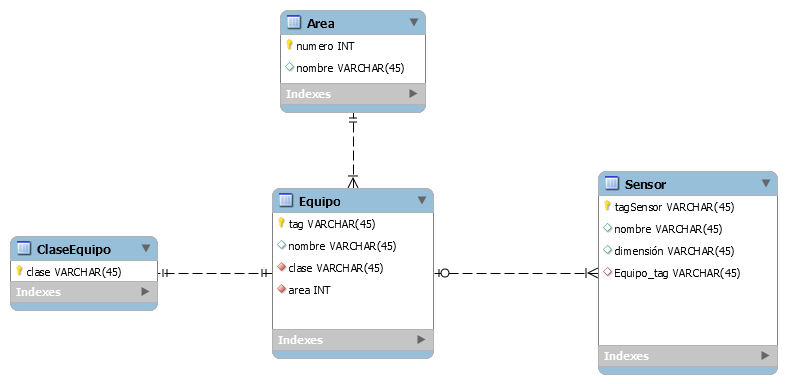 Area
numero INT
nombre VARCHAR(45)
Indexes
Equipo
tag VARCHAR(45)
nombre VARCHAR(45)
clase VARCHAR(45)
area INT
Indexes
ClaseEquipo
clase VARCHAR(45)
Indexes
Sensor
tagSensor VARCHAR(45)
nombre VARCHAR(45)
dimensión VARCHAR(45)
Equipo_tag VARCHAR(45)
Indexes